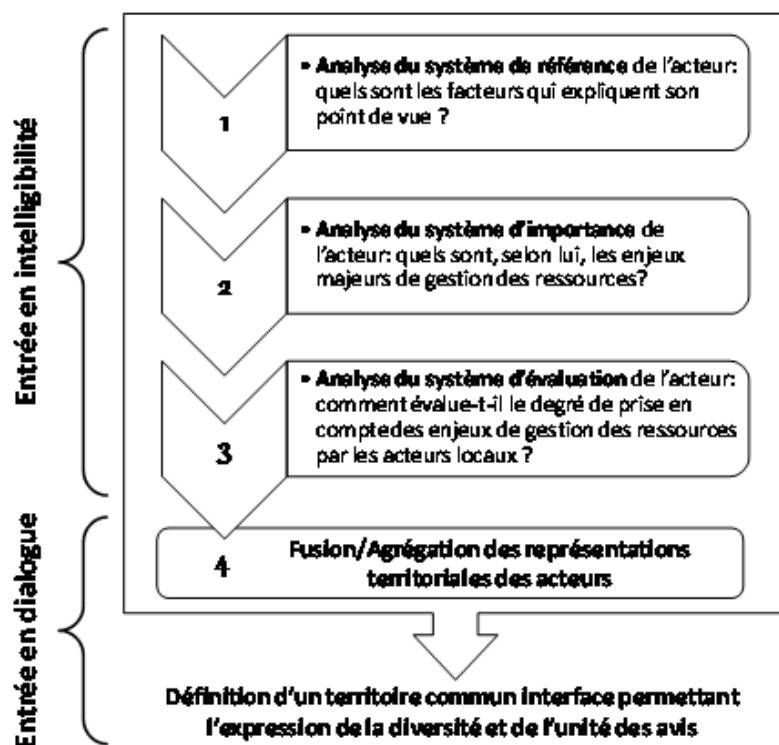 Entrée en intelligibilité
1
• Analyse du système de référence de l'acteur:
quels sont les facteurs qui expliquent son
point de vue ?
2
• Analyse du système d'importance de
l'acteur: quels sont, selon lui, les enjeux
majeurs de gestion des ressources?
3
• Analyse du système d'évaluation de l'acteur:
comment évalue-t-il le degré de prise en
compte des enjeux de gestion des ressources
par les acteurs locaux ?
Entrée en dialogue
4
Fusion/Agrégation des représentations
territoriales des acteurs
Définition d'un territoire commun interface permettant
l'expression de la diversité et de l'unité des avis